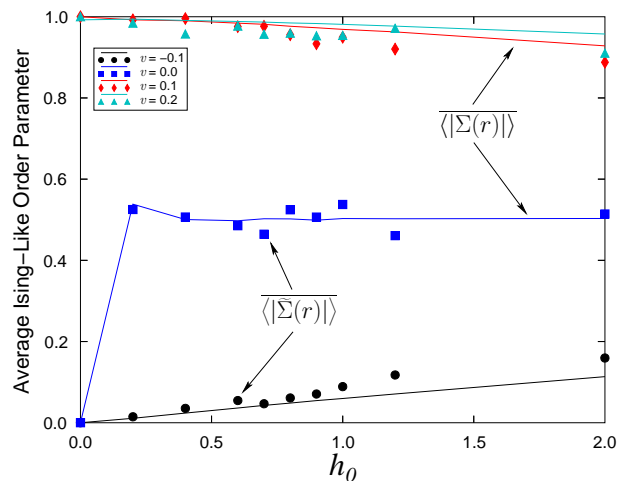 1.0
0.8
0.6
0.4
0.2
0.0
Average Ising−Like Order Parameter
v = −0.1
v = 0.0
v = 0.1
v = 0.2
⟨|Σ(r)|⟩
⟨|Σ̃(r)|⟩
0.0 0.5 1.0 1.5 2.0
h₀